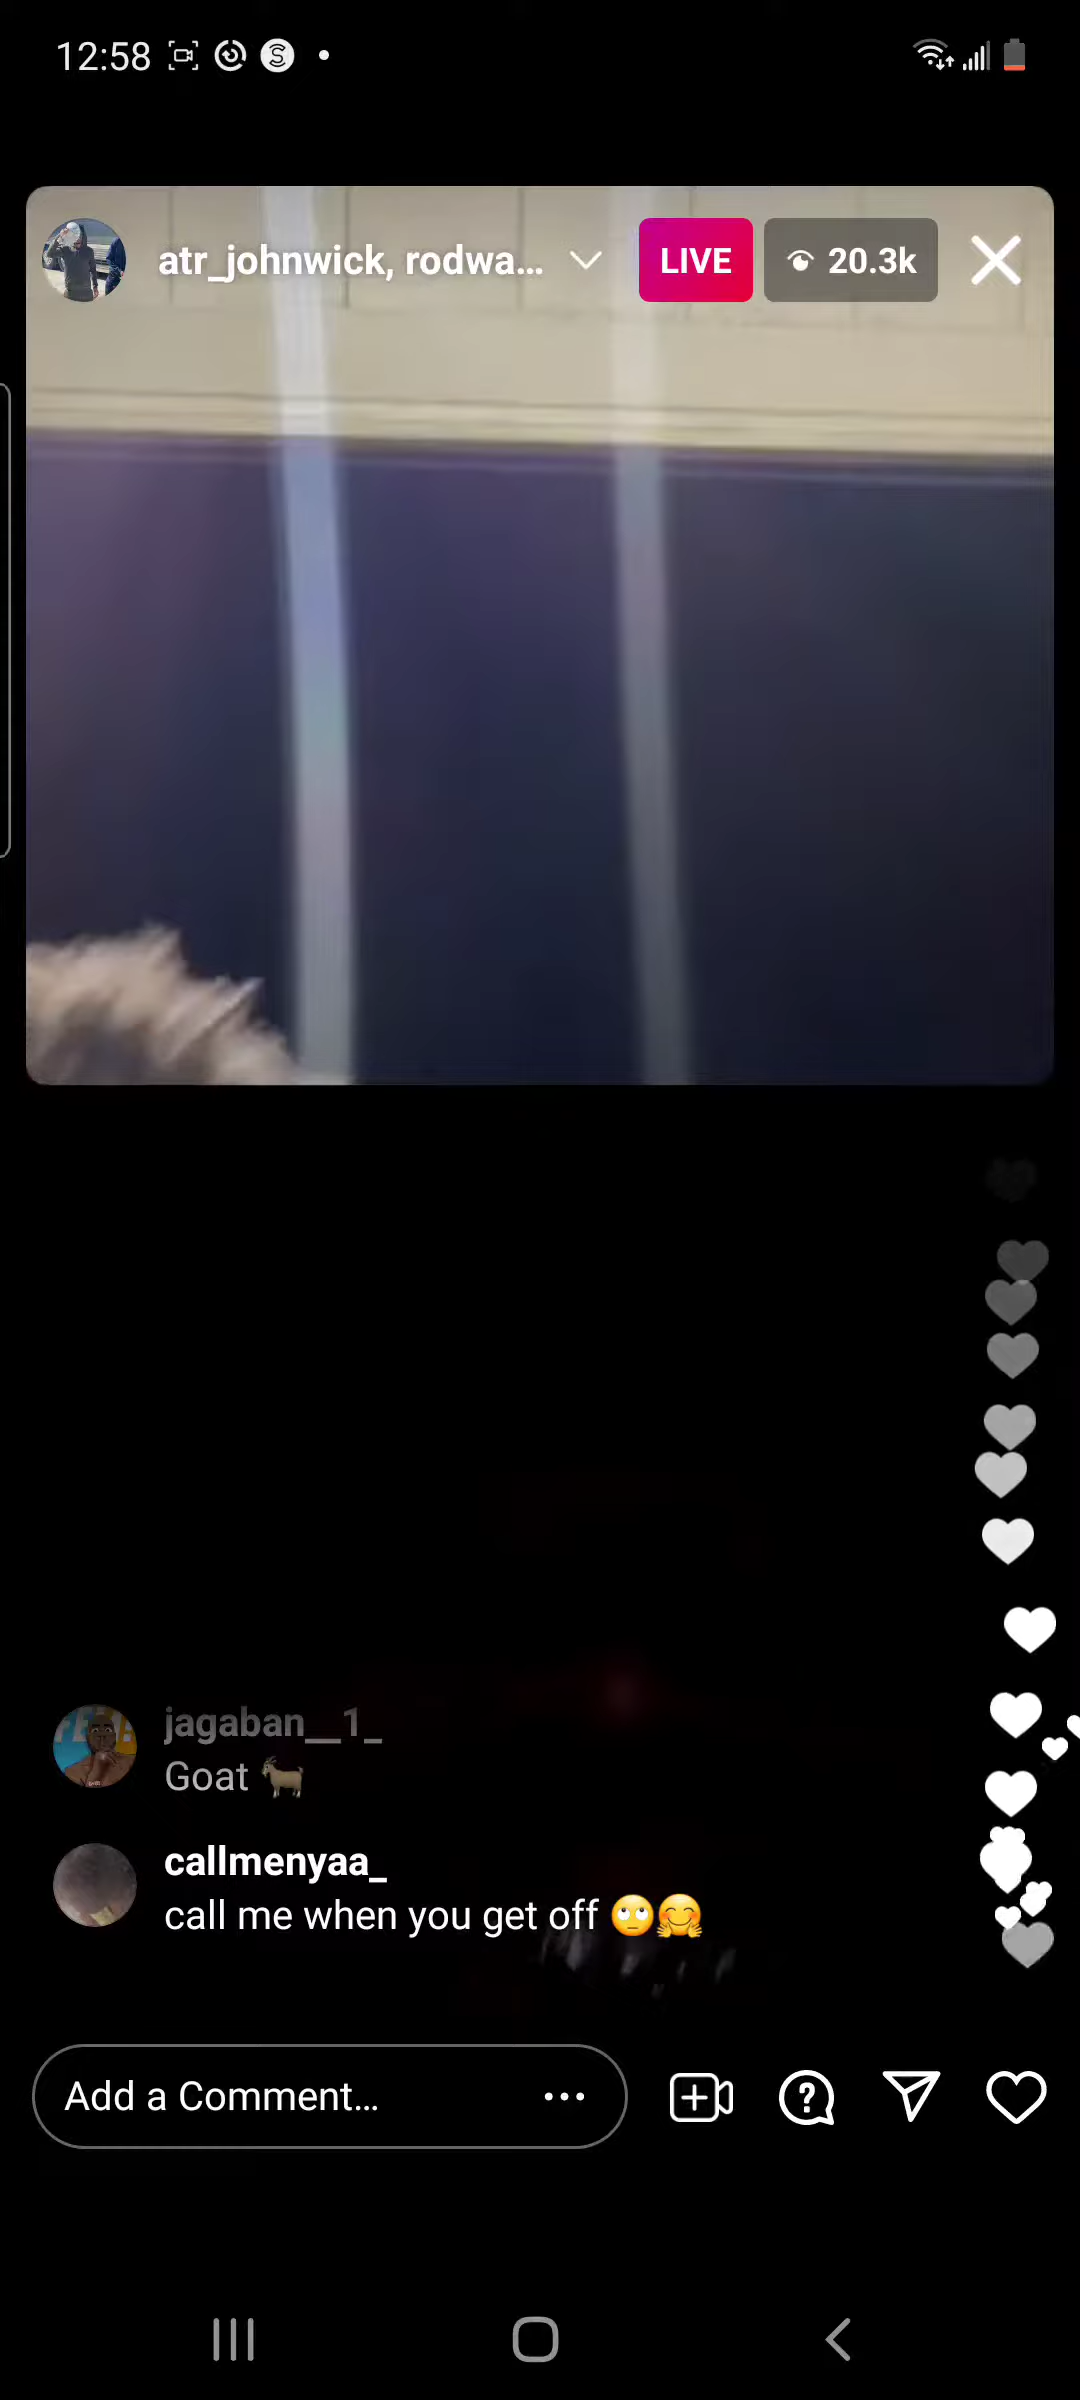 12:58
atr_johnwick, rodwa...
LIVE
20.3k
jagaban__1_
Goat 🐐
callmenyaa_
call me when you get off 🙄🤗
Add a Comment...